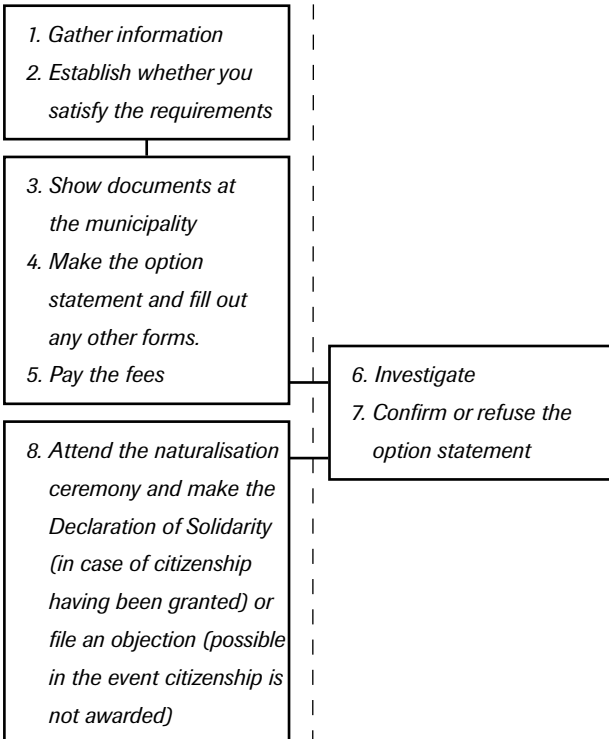 1. Gather information
2. Establish whether you
satisfy the requirements
3. Show documents at
the municipality
4. Make the option
statement and fill out
any other forms.
5. Pay the fees
6. Investigate
7. Confirm or refuse the
option statement
8. Attend the naturalisation
ceremony and make the
Declaration of Solidarity
(in case of citizenship
having been granted) or
file an objection (possible
in the event citizenship is
not awarded)